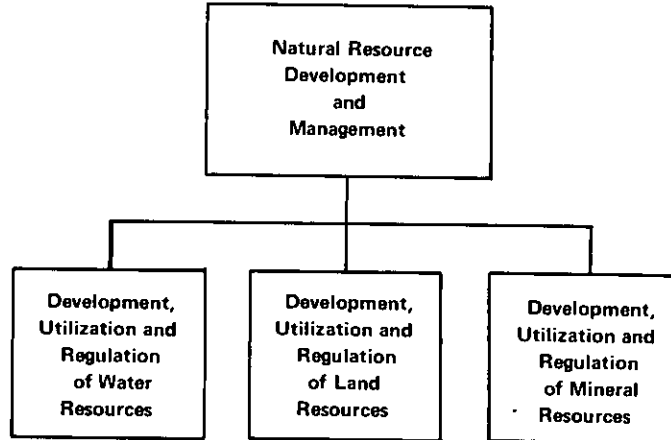 Natural Resource
Development
and
Management
Development,
Utilization and
Regulation
of Water
Resources
Development,
Utilization and
Regulation
of Land
Resources
Development,
Utilization and
Regulation
of Mineral
Resources